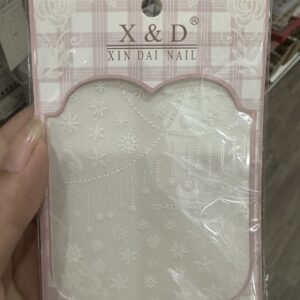 X & D®
XIN DAI NAIL